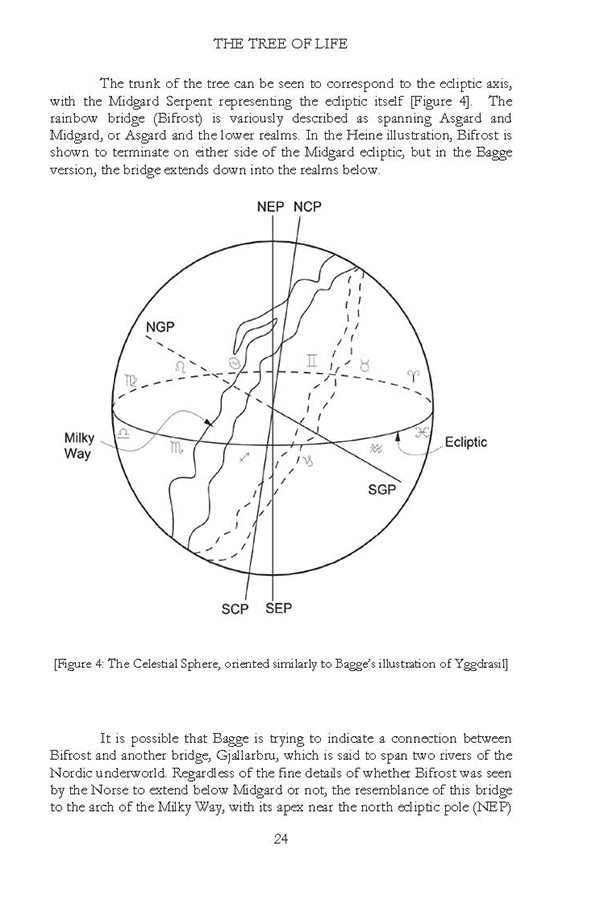 THE TREE OF LIFE
The trunk of the tree can be seen to correspond to the ecliptic axis,
with the Midgard Serpent representing the ecliptic itself [Figure 4]. The
rainbow bridge (Bifrost) is variously described as spanning Asgard and
Midgard, or Asgard and the lower realms. In the Heine illustration, Bifrost is
shown to terminate on either side of the Midgard ecliptic, but in the Bagge
version, the bridge extends down into the realms below.
NEP NCP
NGP
♊ ♉ ♈
♋
♌
♍
♎
Milky
Way
♏
♐
♑
♒
♓
Ecliptic
SGP
SCP SEP
[Figure 4: The Celestial Sphere, oriented similarly to Bagge's illustration of Yggdrasil]
It is possible that Bagge is trying to indicate a connection between
Bifrost and another bridge, Gjallarbru, which is said to span two rivers of the
Nordic underworld. Regardless of the fine details of whether Bifrost was seen
by the Norse to extend below Midgard or not, the resemblance of this bridge
to the arch of the Milky Way, with its apex near the north ecliptic pole (NEP)
24